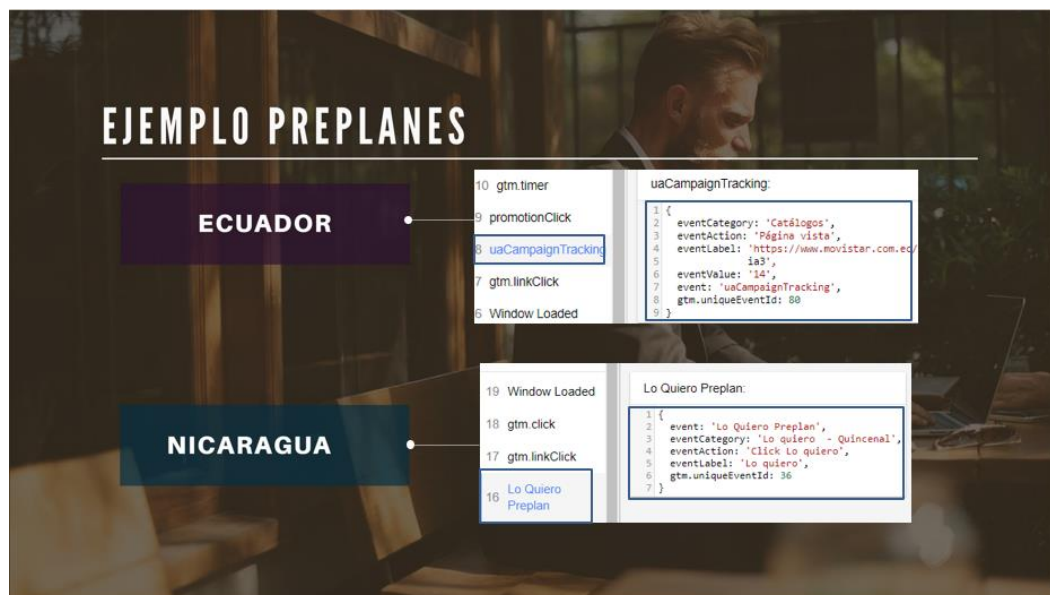 EJEMPLO PREPLANES
ECUADOR
10 gtm.timer
9 promotionClick
8 uaCampaignTracking
7 gtm.linkClick
6 Window Loaded
uaCampaignTracking:
1 {
2 eventCategory: 'Catálogos',
3 eventAction: 'Página vista',
4 eventLabel: 'https://www.movistar.com.ec/
5 ia3',
6 eventValue: '14',
7 event: 'uaCampaignTracking',
8 gtm.uniqueEventId: 80
9 }
NICARAGUA
19 Window Loaded
18 gtm.click
17 gtm.linkClick
16 Lo Quiero
Preplan
Lo Quiero Preplan:
1 {
2 event: 'Lo Quiero Preplan',
3 eventCategory: 'Lo quiero - Quincenal',
4 eventAction: 'Click Lo quiero',
5 eventLabel: 'Lo quiero',
6 gtm.uniqueEventId: 36
7 }